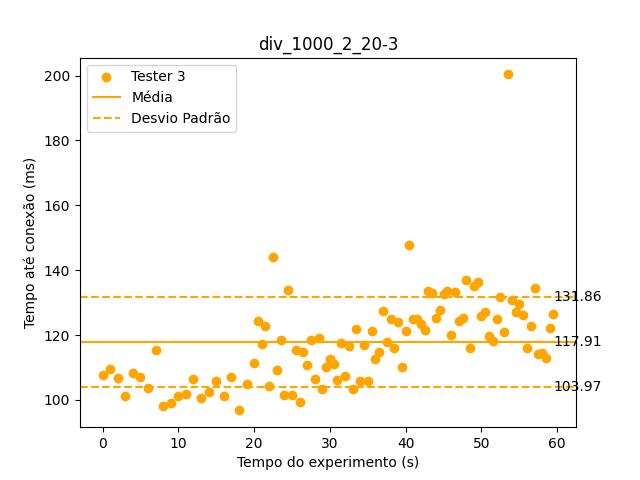 div_1000_2_20-3
Tester 3
Média
Desvio Padrão
Tempo até conexão (ms)
200
180
160
140
120
100
131.86
117.91
103.97
0 10 20 30 40 50 60
Tempo do experimento (s)